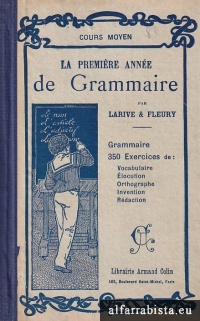 COURS MOYEN
LA PREMIÈRE ANNÉE
de Grammaire
PAR
LARIVE & FLEURY
Grammaire
350 Exercices de:
Vocabulaire
Élocution
Orthographe
Invention
Rédaction
Librairie Armand Colin
103, Boulevard Saint-Michel, Paris
alfarrabista.eu